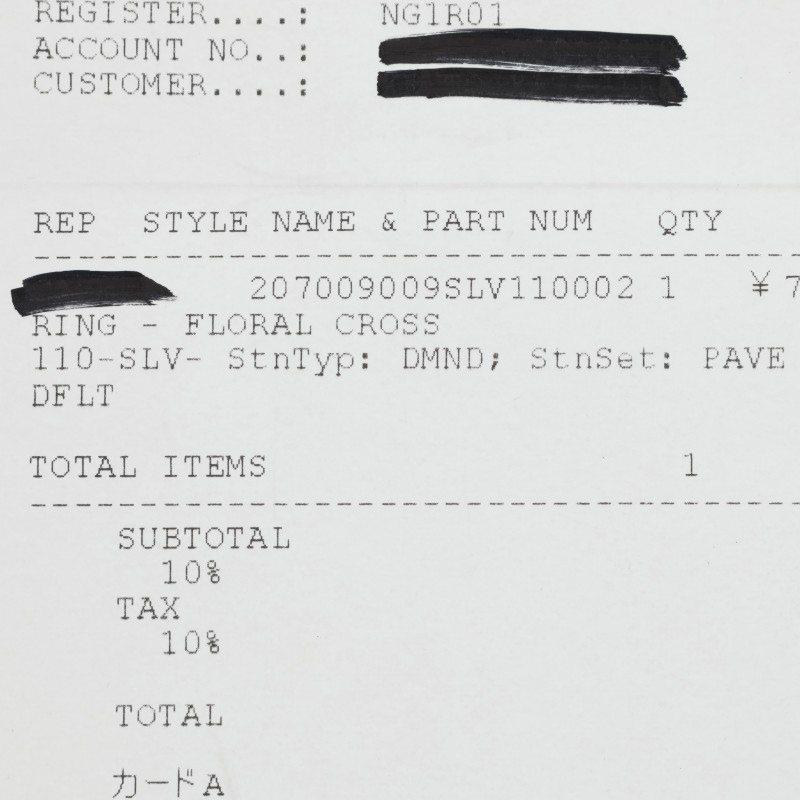 REGISTER....: NG1R01
ACCOUNT NO..:
CUSTOMER....:
REP STYLE NAME & PART NUM QTY
207009009SLV110002 1 ¥7
RING - FLORAL CROSS
110-SLV- StnTyp: DMND; StnSet: PAVE
DFLT
TOTAL ITEMS 1
SUBTOTAL
10%
TAX
10%
TOTAL
カードA